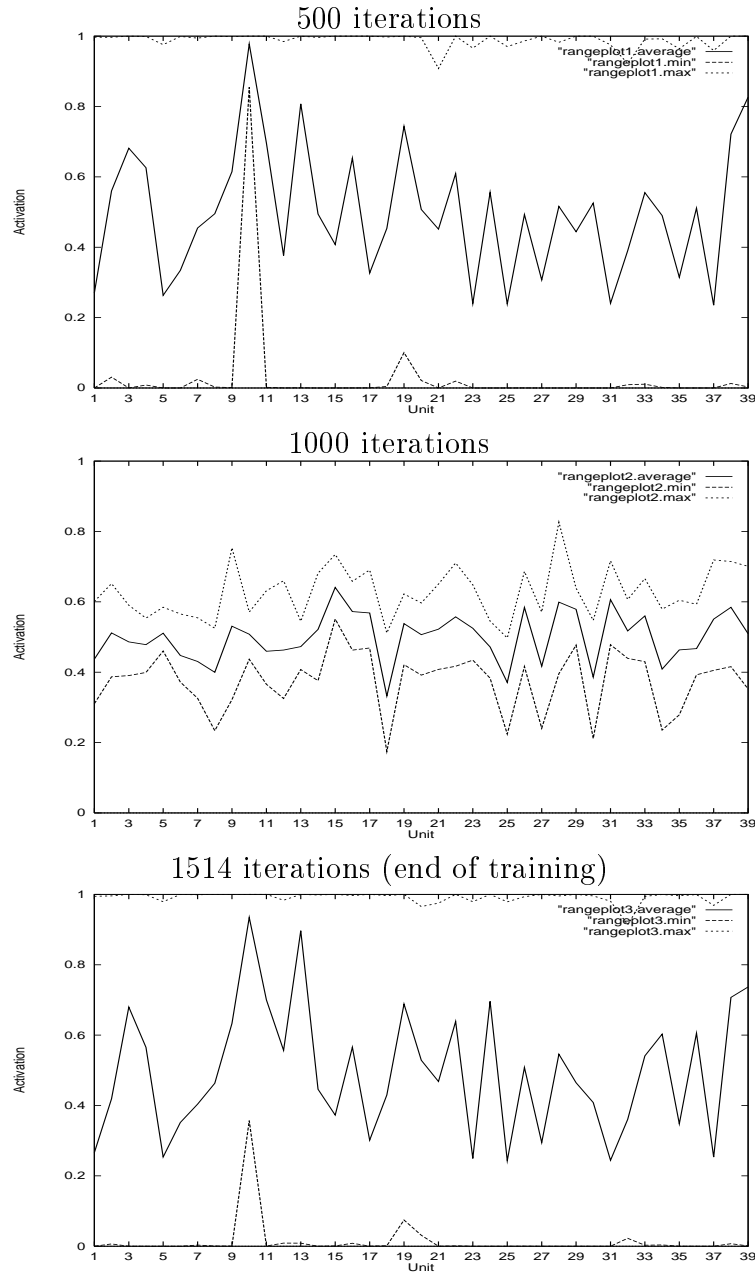 500 iterations
1
"rangeplot1.average"
"rangeplot1.min"
"rangeplot1.max"
0.8
0.6
Activation
0.4
0.2
0
1 3 5 7 9 11 13 15 17 19 21 23 25 27 29 31 33 35 37 39
Unit
1000 iterations
1
"rangeplot2.average"
"rangeplot2.min"
"rangeplot2.max"
0.8
0.6
Activation
0.4
0.2
0
1 3 5 7 9 11 13 15 17 19 21 23 25 27 29 31 33 35 37 39
Unit
1514 iterations (end of training)
1
"rangeplot3.average"
"rangeplot3.min"
"rangeplot3.max"
0.8
0.6
Activation
0.4
0.2
0
1 3 5 7 9 11 13 15 17 19 21 23 25 27 29 31 33 35 37 39
Unit